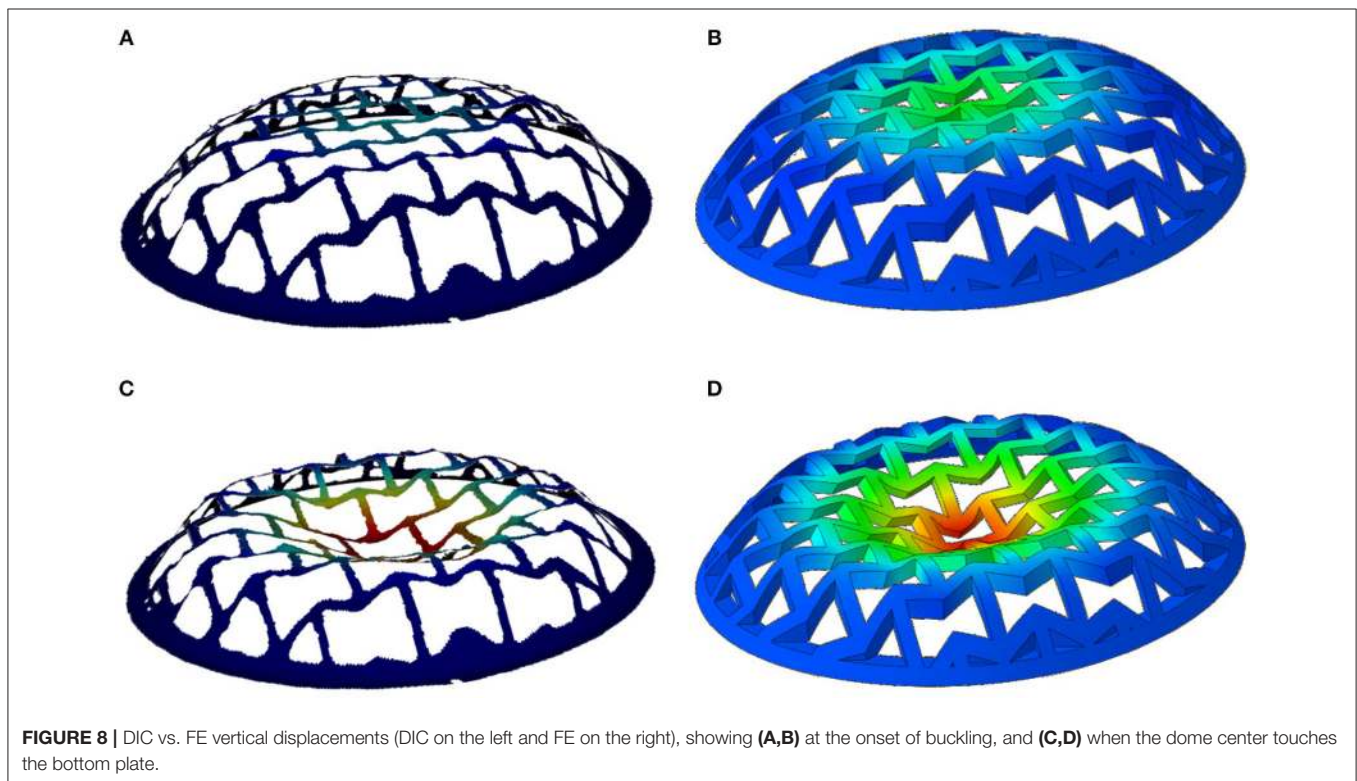 A
B
C
D
FIGURE 8 | DIC vs. FE vertical displacements (DIC on the left and FE on the right), showing (A,B) at the onset of buckling, and (C,D) when the dome center touches
the bottom plate.